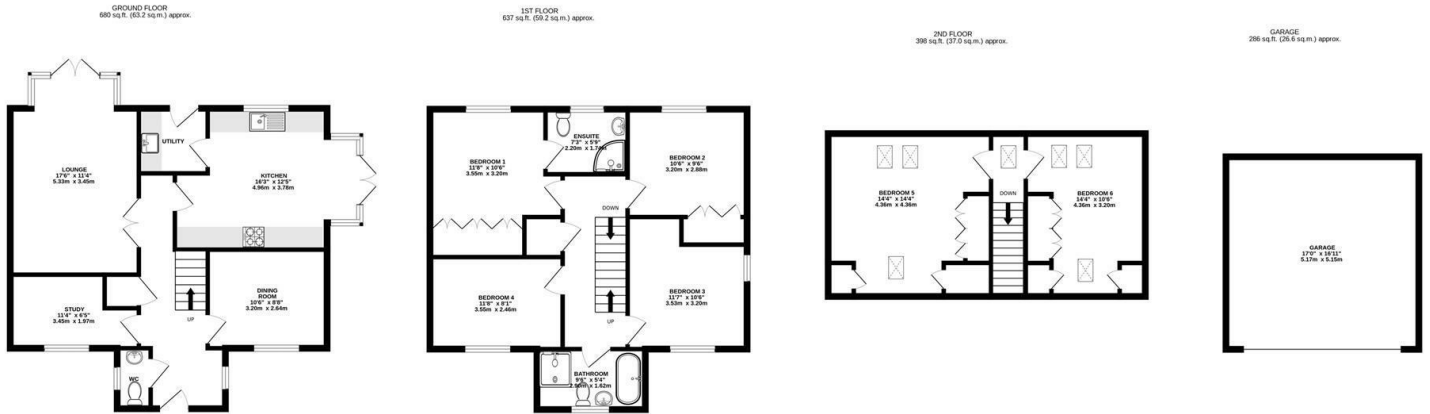 GROUND FLOOR
680 sq.ft. (63.2 sq.m.) approx.
LOUNGE
17'6" x 11'4"
5.33m x 3.45m
UTILITY
KITCHEN
16'3" x 12'5"
4.96m x 3.78m
STUDY
11'4" x 6'5"
3.45m x 1.97m
UP
DINING
ROOM
10'6" x 8'8"
3.20m x 2.64m
WC
1ST FLOOR
637 sq.ft. (59.2 sq.m.) approx.
BEDROOM 1
11'8" x 10'6"
3.55m x 3.20m
ENSUITE
7'3" x 5'9"
2.20m x 1.74m
BEDROOM 2
10'6" x 9'6"
3.20m x 2.88m
DOWN
BEDROOM 4
11'8" x 8'1"
3.55m x 2.46m
UP
BEDROOM 3
11'7" x 10'6"
3.53m x 3.20m
BATHROOM
9'6" x 5'4"
x 1.62m
2ND FLOOR
398 sq.ft. (37.0 sq.m.) approx.
BEDROOM 5
14'4" x 14'4"
4.36m x 4.36m
DOWN
BEDROOM 6
14'4" x 10'6"
4.36m x 3.20m
GARAGE
286 sq.ft. (26.6 sq.m.) approx.
GARAGE
17'0" x 16'11"
5.17m x 5.15m